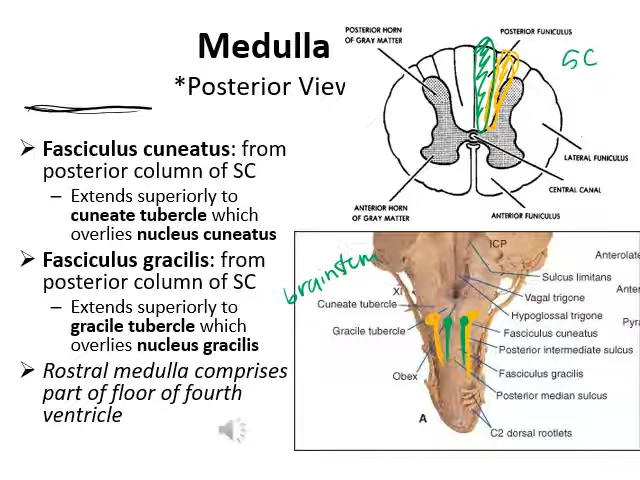 Medulla
*Posterior View
Fasciculus cuneatus: from
posterior column of SC
Extends superiorly to
cuneate tubercle which
overlies nucleus cuneatus
Fasciculus gracilis: from
posterior column of SC
Extends superiorly to
gracile tubercle which
overlies nucleus gracilis
Rostral medulla comprises
part of floor of fourth
ventricle
POSTERIOR HORN
OF GRAY MATTER
POSTERIOR FUNICULUS
SC
LATERAL FUNICULUS
CENTRAL CANAL
ANTERIOR HORN
OF GRAY MATTER
ANTERIOR FUNICULUS
brainstem
ICP
Anterolate
Sulcus limitans
XI
Anter
Vagal trigone
Cuneate tubercle
Hypoglossal trigone
Pyra
Gracile tubercle
Fasciculus cuneatus
Posterior intermediate sulcus
Obex
Fasciculus gracilis
Posterior median sulcus
A
C2 dorsal rootlets